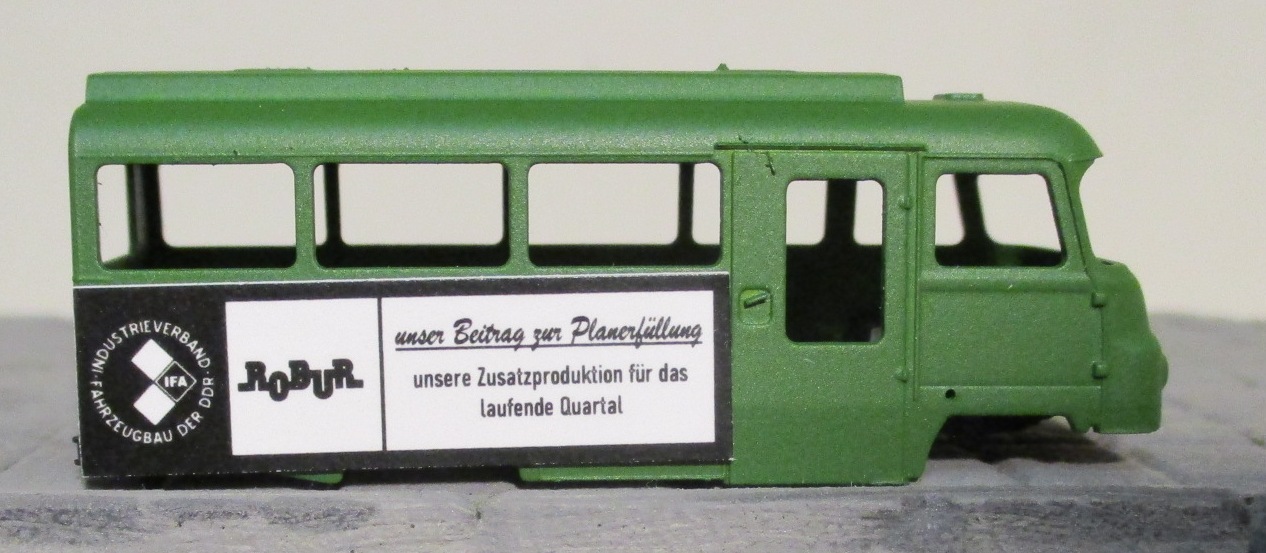 INDUSTRIEVERBAND
· FAHRZEUGBAU DER DDR ·
IFA
ROBUR
unser Beitrag zur Planerfüllung
unsere Zusatzproduktion für das
laufende Quartal